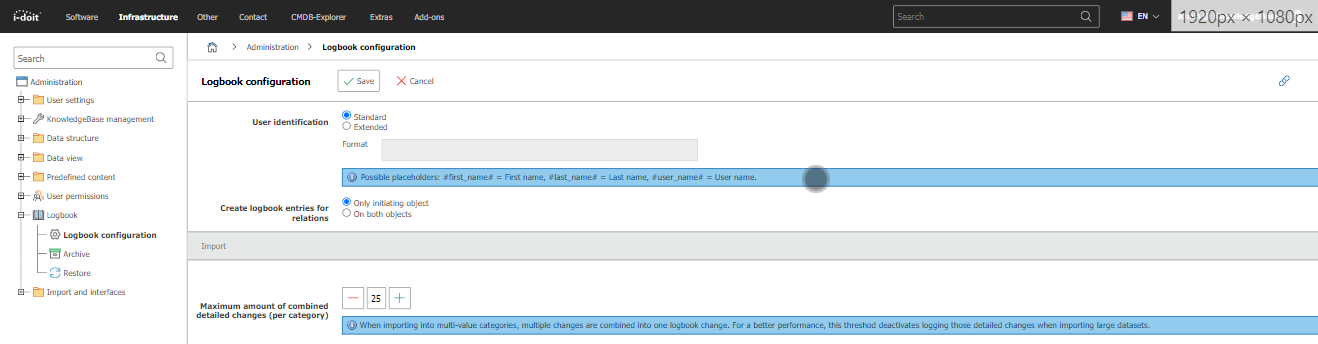 i-doit Software Infrastructure Other Contact CMDB-Explorer Extras Add-ons Search EN 1920px × 1080px
Search
Administration
User settings
KnowledgeBase management
Data structure
Data view
Predefined content
User permissions
Logbook
Logbook configuration
Archive
Restore
Import and interfaces
Administration Logbook configuration
Logbook configuration Save Cancel
User identification
Standard
Extended
Format
Possible placeholders: #first_name# = First name, #last_name# = Last name, #user_name# = User name.
Create logbook entries for
relations
Only initiating object
On both objects
Import
Maximum amount of combined
detailed changes (per category)
25
When importing into multi-value categories, multiple changes are combined into one logbook change. For a better performance, this threshod deactivates logging those detailed changes when importing large datasets.